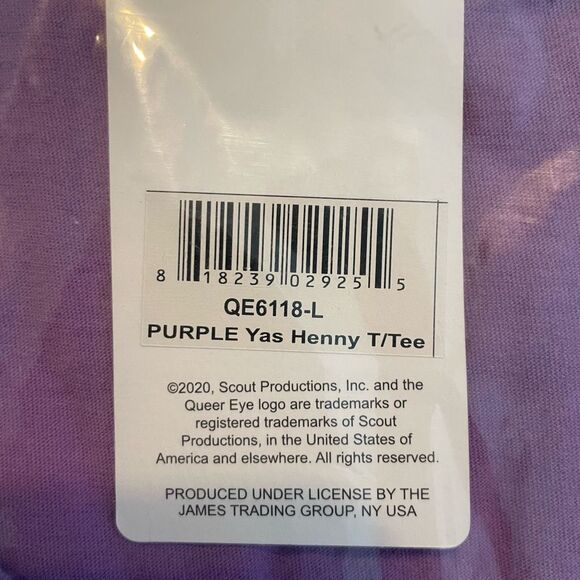 8 18239 02925 5
QE6118-L
PURPLE Yas Henny T/Tee
©2020, Scout Productions, Inc. and the
Queer Eye logo are trademarks or
registered trademarks of Scout
Productions, in the United States of
America and elsewhere. All rights reserved.
PRODUCED UNDER LICENSE BY THE
JAMES TRADING GROUP, NY USA